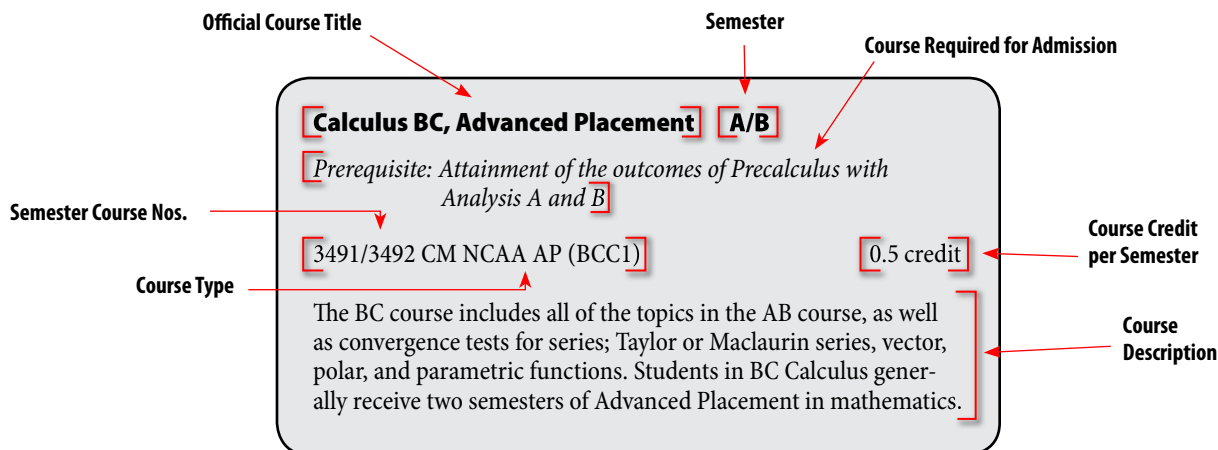 Official Course Title
Semester
Course Required for Admission
Calculus BC, Advanced Placement A/B
Prerequisite: Attainment of the outcomes of Precalculus with
Analysis A and B
Semester Course Nos.
3491/3492 CM NCAA AP (BCC1) 0.5 credit
Course Credit
per Semester
Course Type
The BC course includes all of the topics in the AB course, as well
as convergence tests for series; Taylor or Maclaurin series, vector,
polar, and parametric functions. Students in BC Calculus gener-
ally receive two semesters of Advanced Placement in mathematics.
Course
Description